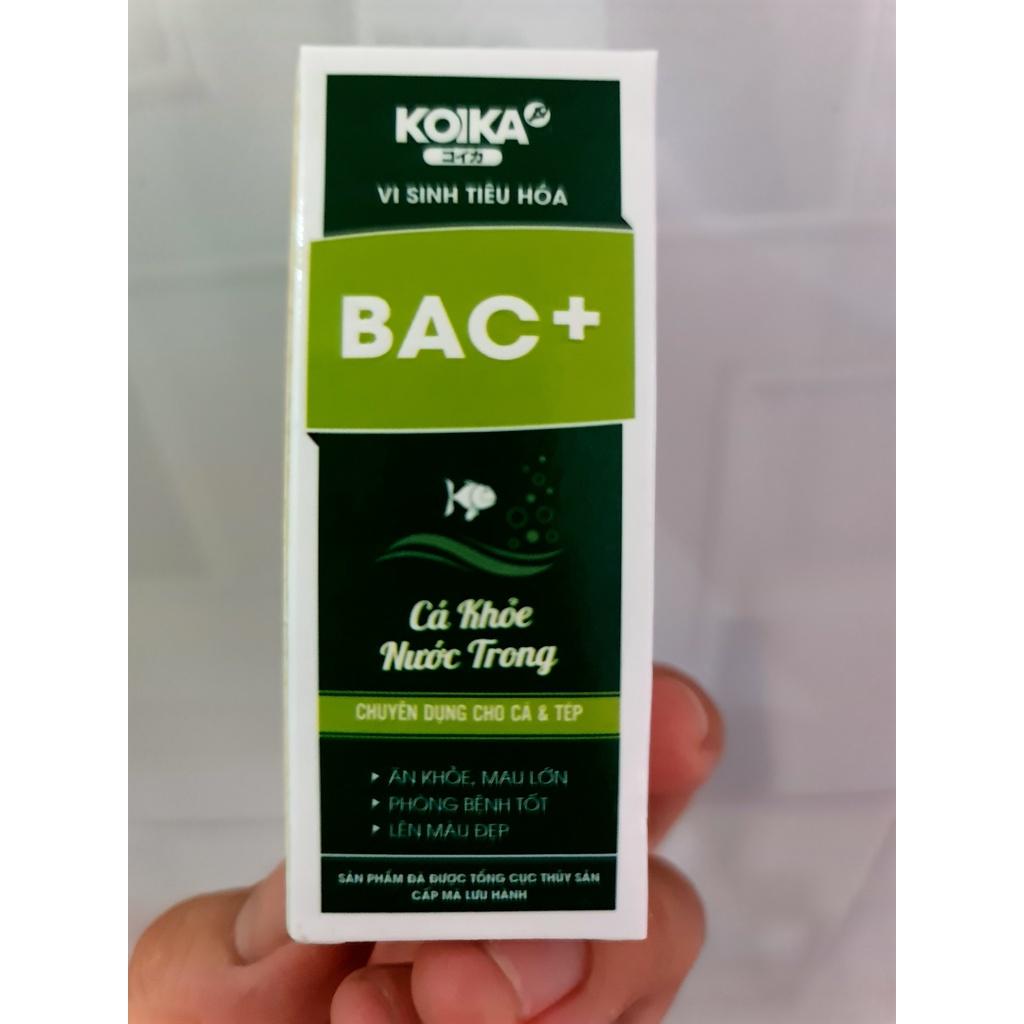 KOIKA
コイカ
VI SINH TIÊU HÓA
BAC+
Cá Khỏe
Nước Trong
CHUYÊN DỤNG CHO CÁ & TÉP
ĂN KHỎE, MAU LỚN
PHÒNG BỆNH TỐT
LÊN MÀU ĐẸP
SẢN PHẨM ĐÃ ĐƯỢC TỔNG CỤC THỦY SẢN
CẤP MÃ LƯU HÀNH